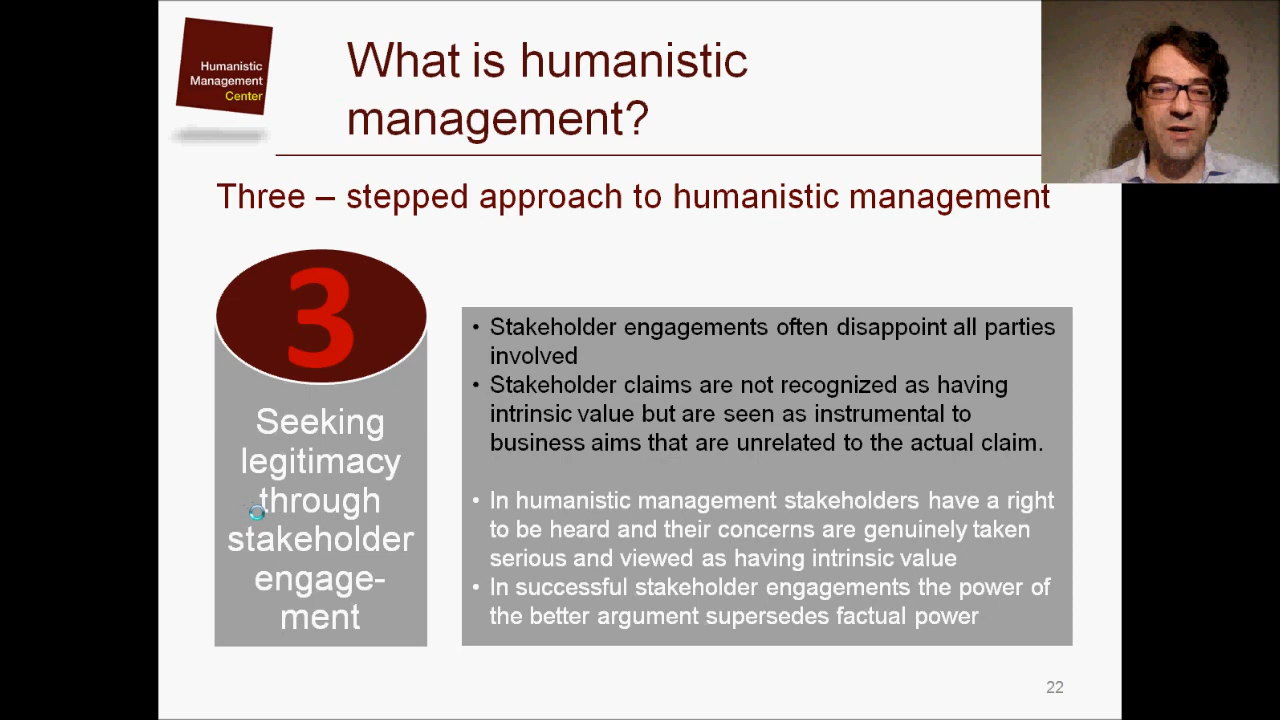 Humanistic
Management
Center
What is humanistic
management?
Three – stepped approach to humanistic management
3
Seeking
legitimacy
through
stakeholder
engage-
ment
• Stakeholder engagements often disappoint all parties
involved
• Stakeholder claims are not recognized as having
intrinsic value but are seen as instrumental to
business aims that are unrelated to the actual claim.
• In humanistic management stakeholders have a right
to be heard and their concerns are genuinely taken
serious and viewed as having intrinsic value
• In successful stakeholder engagements the power of
the better argument supersedes factual power
22